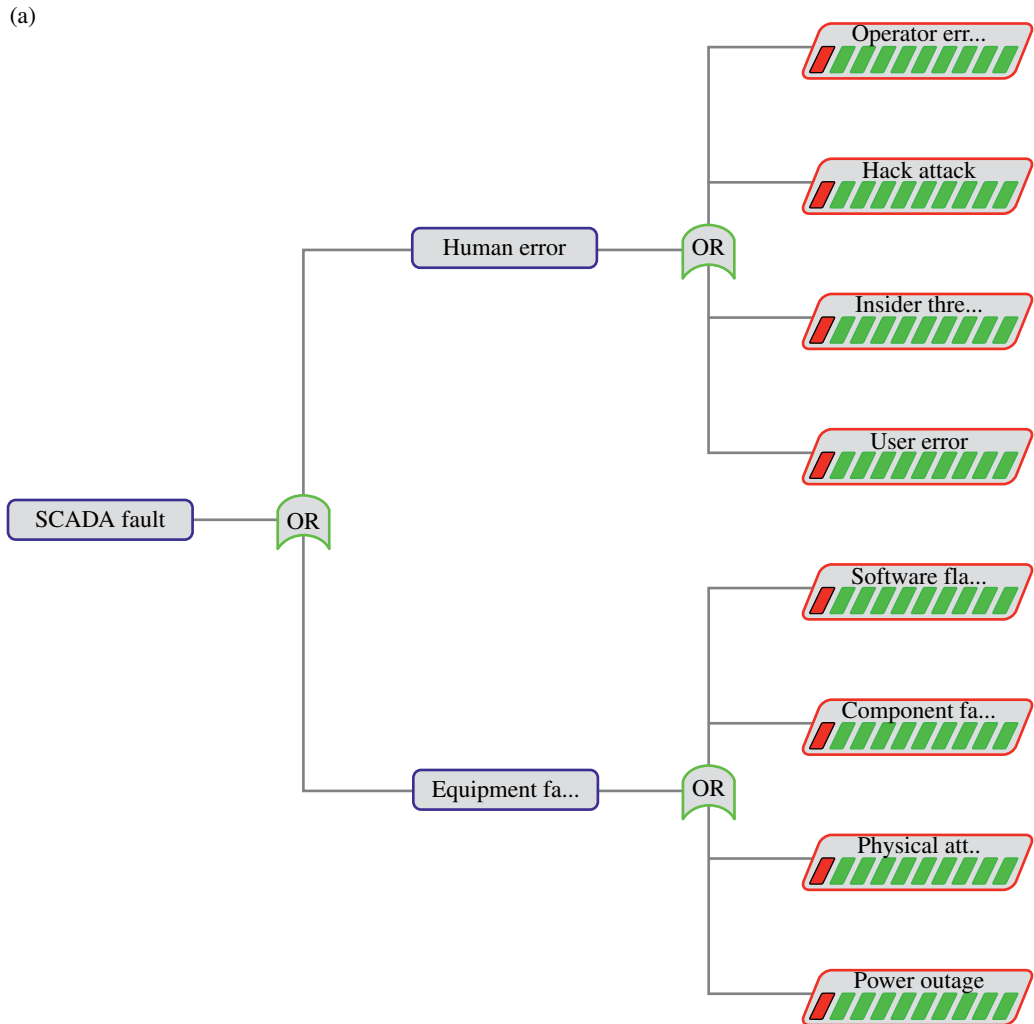 (a)
Operator err...
Hack attack
Human error
OR
Insider thre...
User error
SCADA fault
OR
Software fla...
Component fa...
Equipment fa...
OR
Physical att..
Power outage